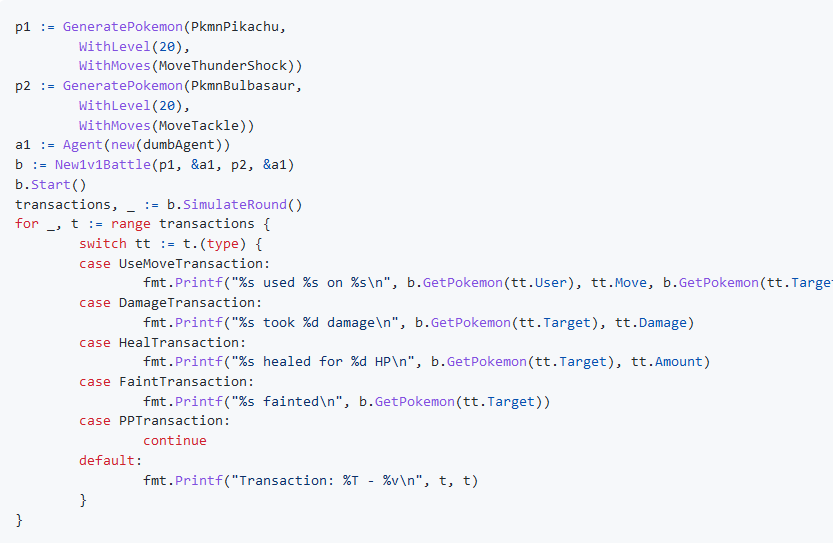 p1 := GeneratePokemon(PkmnPikachu,
        WithLevel(20),
        WithMoves(MoveThunderShock))
p2 := GeneratePokemon(PkmnBulbasaur,
        WithLevel(20),
        WithMoves(MoveTackle))
a1 := Agent(new(dumbAgent))
b := New1v1Battle(p1, &a1, p2, &a1)
b.Start()
transactions, _ := b.SimulateRound()
for _, t := range transactions {
        switch tt := t.(type) {
        case UseMoveTransaction:
                fmt.Printf("%s used %s on %s\n", b.GetPokemon(tt.User), tt.Move, b.GetPokemon(tt.Targe
        case DamageTransaction:
                fmt.Printf("%s took %d damage\n", b.GetPokemon(tt.Target), tt.Damage)
        case HealTransaction:
                fmt.Printf("%s healed for %d HP\n", b.GetPokemon(tt.Target), tt.Amount)
        case FaintTransaction:
                fmt.Printf("%s fainted\n", b.GetPokemon(tt.Target))
        case PPTransaction:
                continue
        default:
                fmt.Printf("Transaction: %T - %v\n", t, t)
        }
}